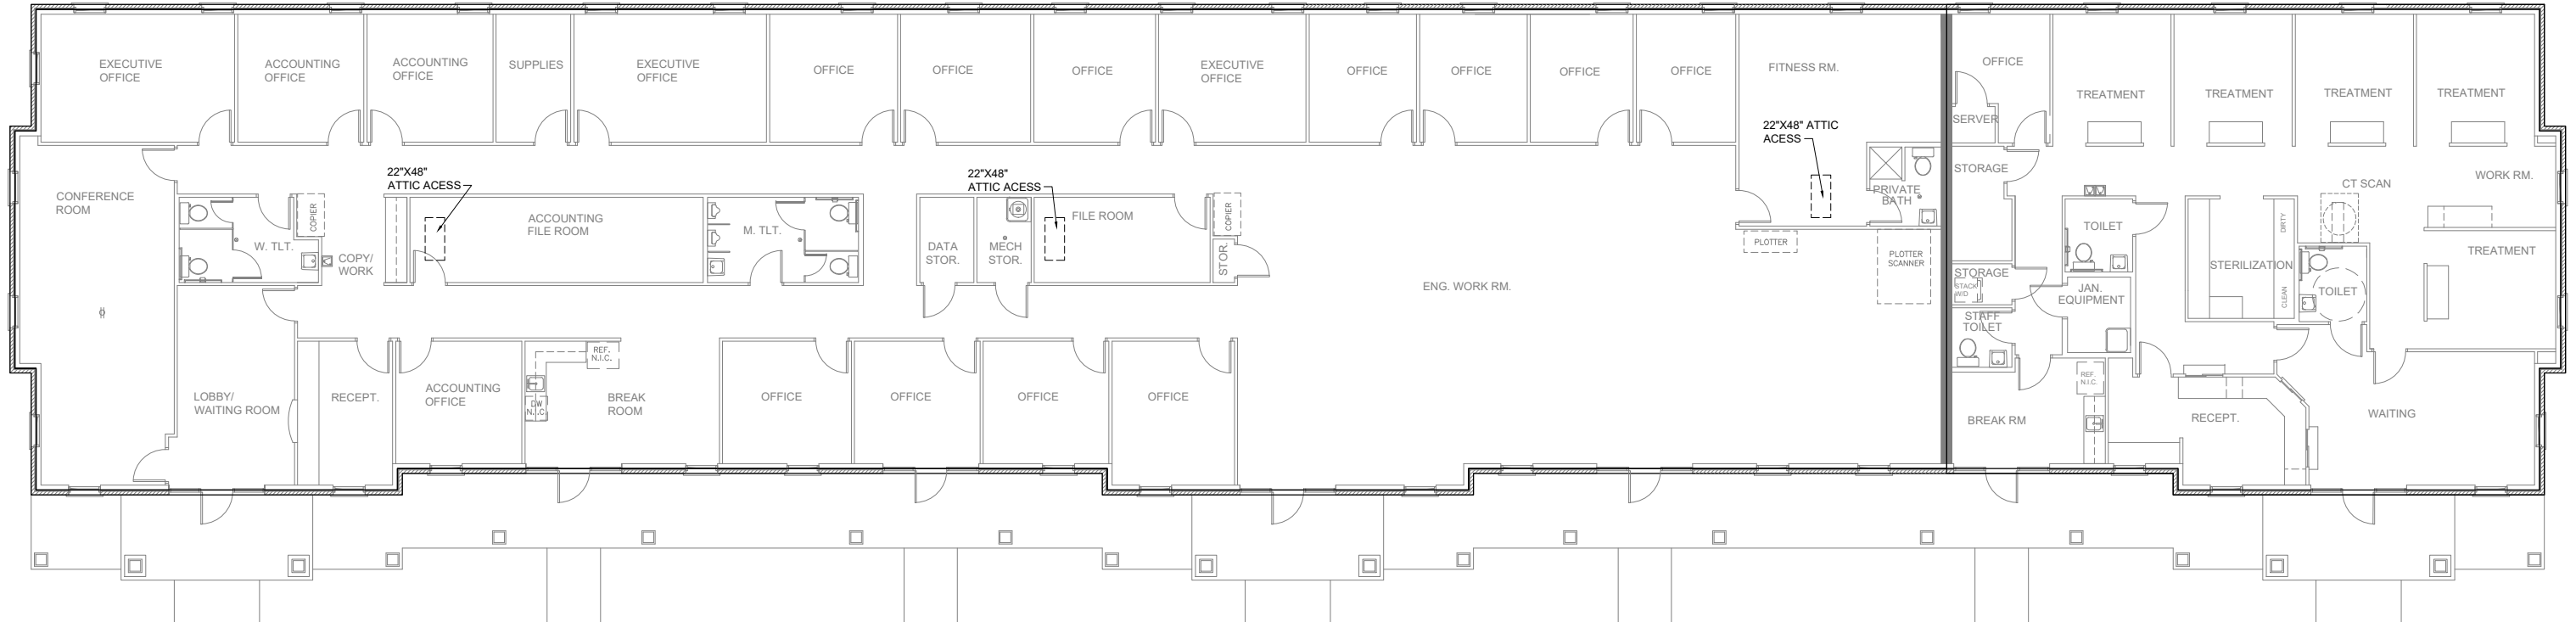 EXECUTIVE
OFFICE
ACCOUNTING
OFFICE
ACCOUNTING
OFFICE
SUPPLIES
EXECUTIVE
OFFICE
OFFICE
OFFICE
OFFICE
EXECUTIVE
OFFICE
OFFICE
OFFICE
OFFICE
OFFICE
FITNESS RM.
OFFICE
SERVER
TREATMENT
TREATMENT
TREATMENT
TREATMENT
22"X48"
ATTIC ACESS
22"X48"
ATTIC ACESS
22"X48" ATTIC
ACESS
CONFERENCE
ROOM
W. TLT.
COPIER
COPY/
WORK
ACCOUNTING
FILE ROOM
M. TLT.
DATA
STOR.
MECH
STOR.
FILE ROOM
COPIER
STOR.
ENG. WORK RM.
PLOTTER
PLOTTER
SCANNER
PRIVATE
BATH
STORAGE
STORAGE
STACK
W/D
STAFF
TOILET
TOILET
JAN.
EQUIPMENT
STERILIZATION
DIRTY
CLEAN
CT SCAN
TOILET
WORK RM.
TREATMENT
LOBBY/
WAITING ROOM
RECEPT.
ACCOUNTING
OFFICE
REF.
N.I.C.
DW
N.I.C.
BREAK
ROOM
OFFICE
OFFICE
OFFICE
OFFICE
BREAK RM
REF.
N.I.C.
RECEPT.
WAITING